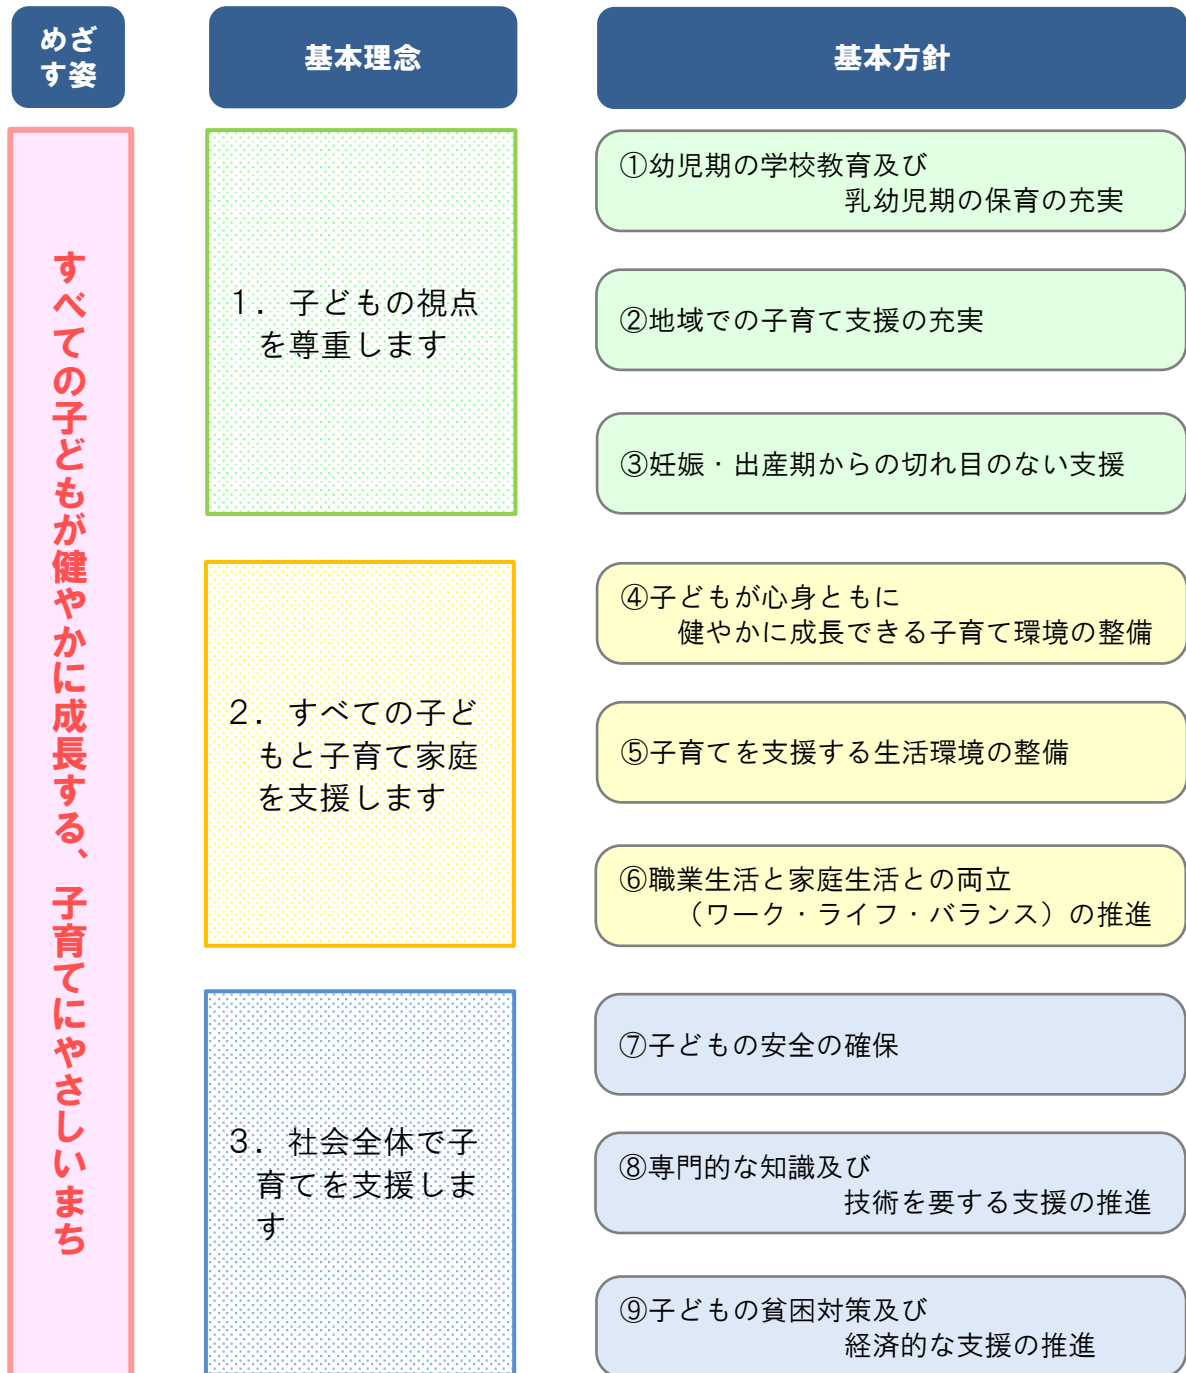 めざ
す姿
基本理念
基本方針
すべての子どもが健やかに成長する、子育てにやさしいまち
１．子どもの視点
を尊重します
①幼児期の学校教育及び
乳幼児期の保育の充実
②地域での子育て支援の充実
③妊娠・出産期からの切れ目のない支援
２．すべての子ど
もと子育て家庭
を支援します
④子どもが心身ともに
健やかに成長できる子育て環境の整備
⑤子育てを支援する生活環境の整備
⑥職業生活と家庭生活との両立
（ワーク・ライフ・バランス）の推進
３．社会全体で子
育てを支援しま
す
⑦子どもの安全の確保
⑧専門的な知識及び
技術を要する支援の推進
⑨子どもの貧困対策及び
経済的な支援の推進